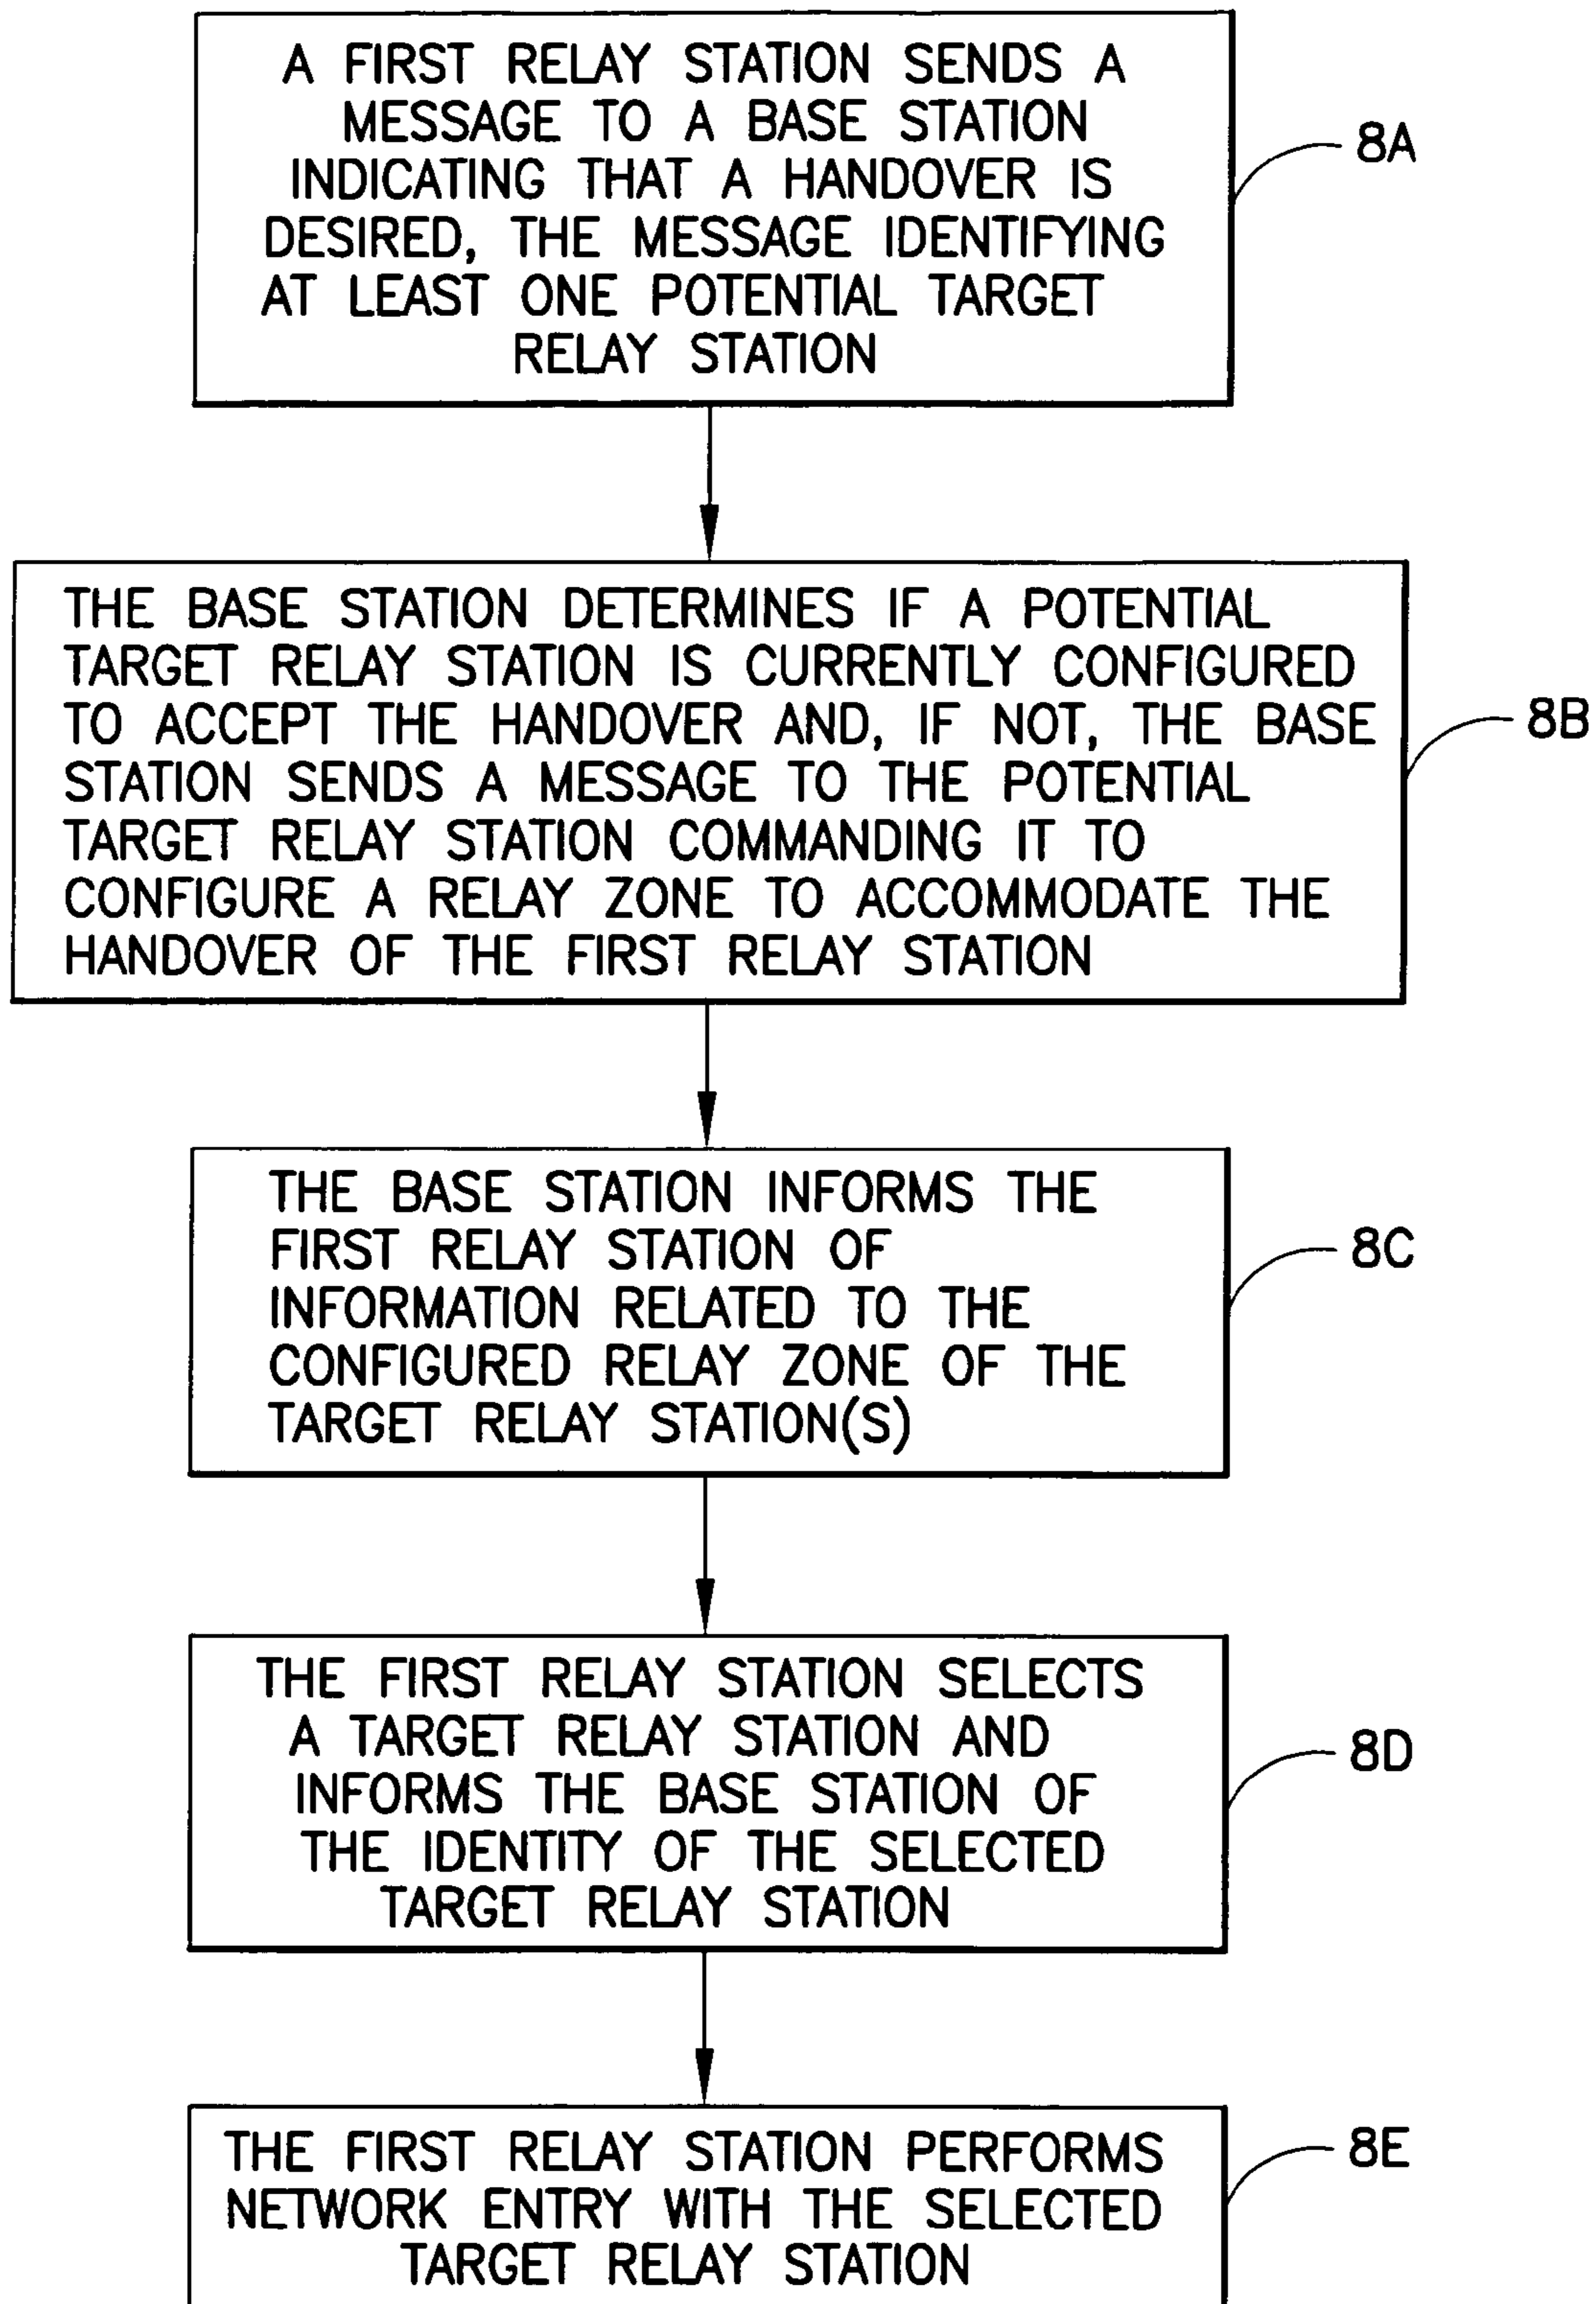 A FIRST RELAY STATION SENDS A
MESSAGE TO A BASE STATION
INDICATING THAT A HANDOVER IS
DESIRED, THE MESSAGE IDENTIFYING
AT LEAST ONE POTENTIAL TARGET
RELAY STATION
8A
THE BASE STATION DETERMINES IF A POTENTIAL
TARGET RELAY STATION IS CURRENTLY CONFIGURED
TO ACCEPT THE HANDOVER AND, IF NOT, THE BASE
STATION SENDS A MESSAGE TO THE POTENTIAL
TARGET RELAY STATION COMMANDING IT TO
CONFIGURE A RELAY ZONE TO ACCOMMODATE THE
HANDOVER OF THE FIRST RELAY STATION
8B
THE BASE STATION INFORMS THE
FIRST RELAY STATION OF
INFORMATION RELATED TO THE
CONFIGURED RELAY ZONE OF THE
TARGET RELAY STATION(S)
8C
THE FIRST RELAY STATION SELECTS
A TARGET RELAY STATION AND
INFORMS THE BASE STATION OF
THE IDENTITY OF THE SELECTED
TARGET RELAY STATION
8D
THE FIRST RELAY STATION PERFORMS
NETWORK ENTRY WITH THE SELECTED
TARGET RELAY STATION
8E